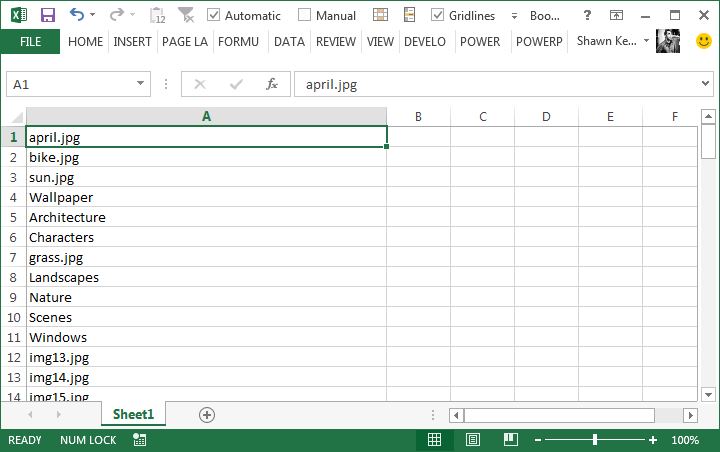 Automatic Manual Gridlines Boo... ?
FILE HOME INSERT PAGE LA FORMU DATA REVIEW VIEW DEVELO POWER POWERP Shawn Ke...
A1 fx april.jpg
A B C D E F
1 april.jpg
2 bike.jpg
3 sun.jpg
4 Wallpaper
5 Architecture
6 Characters
7 grass.jpg
8 Landscapes
9 Nature
10 Scenes
11 Windows
12 img13.jpg
13 img14.jpg
14 img15.jpg
Sheet1
READY NUM LOCK 100%